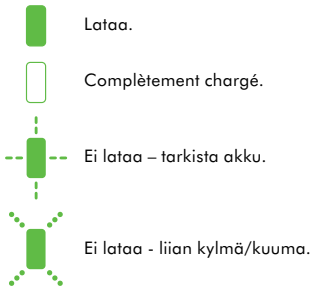 Lataa.
Complètement chargé.
Ei lataa – tarkista akku.
Ei lataa - liian kylmä/kuuma.